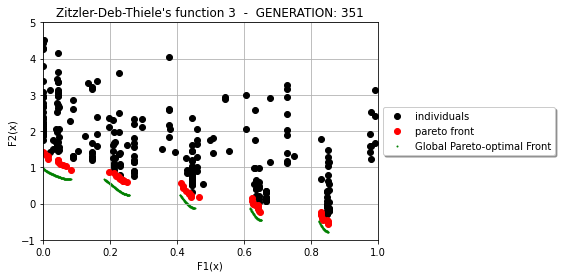 Zitzler-Deb-Thiele's function 3  -  GENERATION: 351
5
4
3
2
1
0
−1
F2(x)
0.0 0.2 0.4 0.6 0.8 1.0
F1(x)
individuals
pareto front
Global Pareto-optimal Front